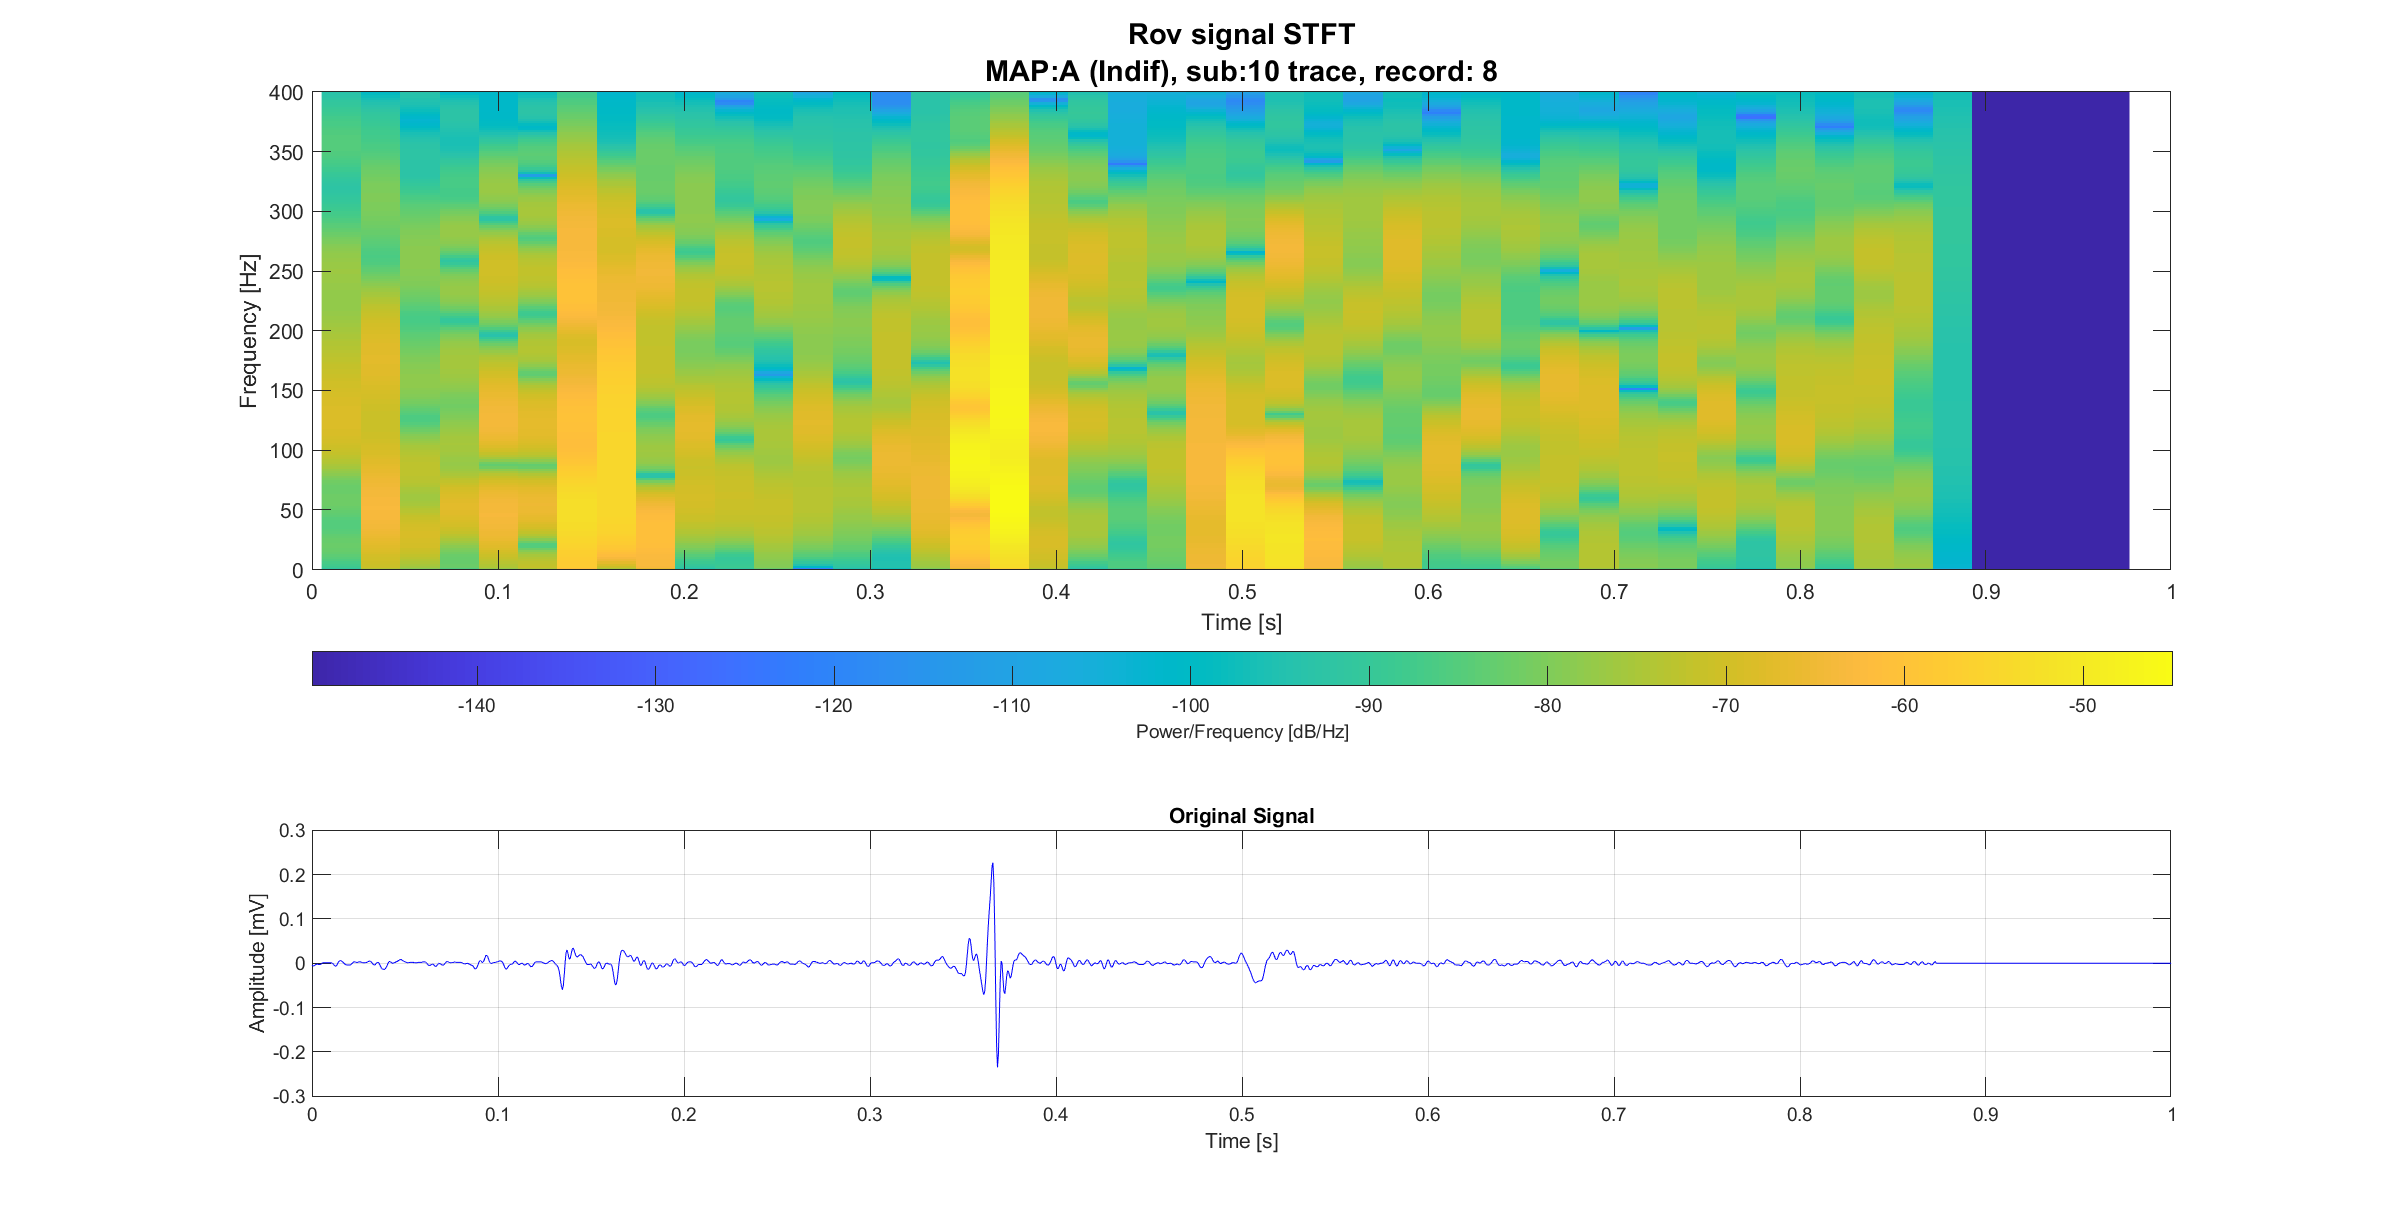 Rov signal STFT
MAP:A (Indif), sub:10 trace, record: 8
400
350
300
250
200
150
100
50
0
Frequency [Hz]
0 0.1 0.2 0.3 0.4 0.5 0.6 0.7 0.8 0.9 1
Time [s]
-140 -130 -120 -110 -100 -90 -80 -70 -60 -50
Power/Frequency [dB/Hz]
Original Signal
0.3
0.2
0.1
0
-0.1
-0.2
-0.3
Amplitude [mV]
0 0.1 0.2 0.3 0.4 0.5 0.6 0.7 0.8 0.9 1
Time [s]